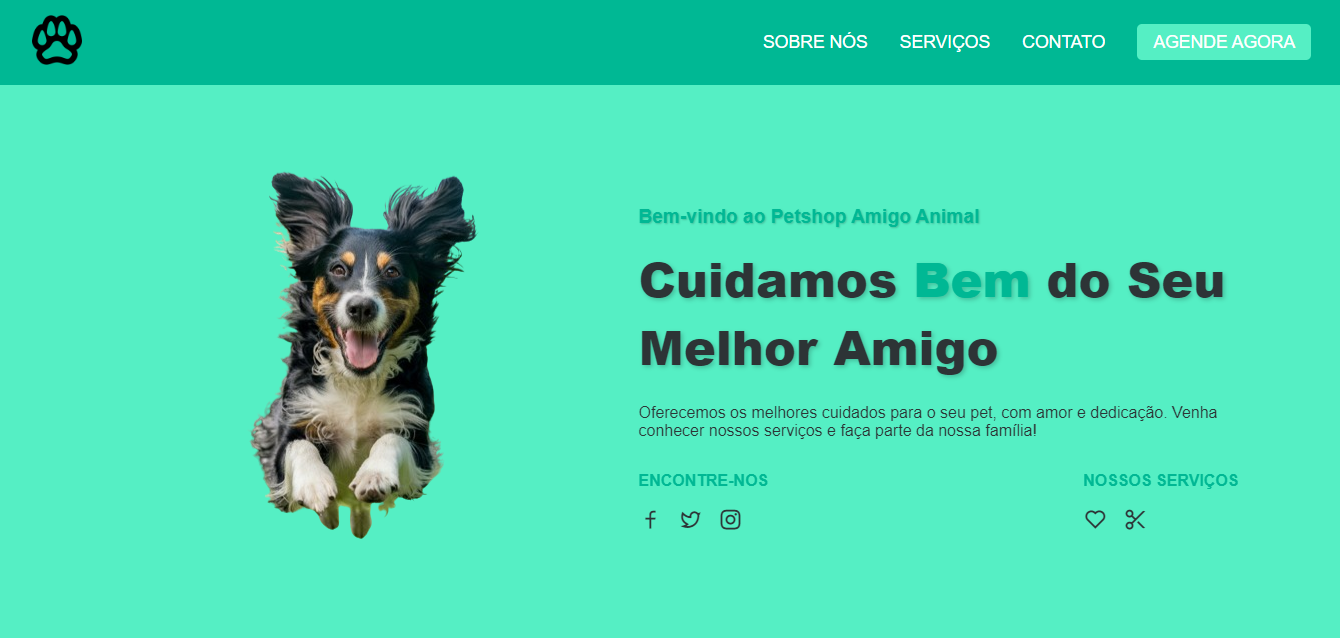 SOBRE NÓS SERVIÇOS CONTATO AGENDE AGORA
Bem-vindo ao Petshop Amigo Animal
Cuidamos Bem do Seu
Melhor Amigo
Oferecemos os melhores cuidados para o seu pet, com amor e dedicação. Venha
conhecer nossos serviços e faça parte da nossa família!
ENCONTRE-NOS NOSSOS SERVIÇOS